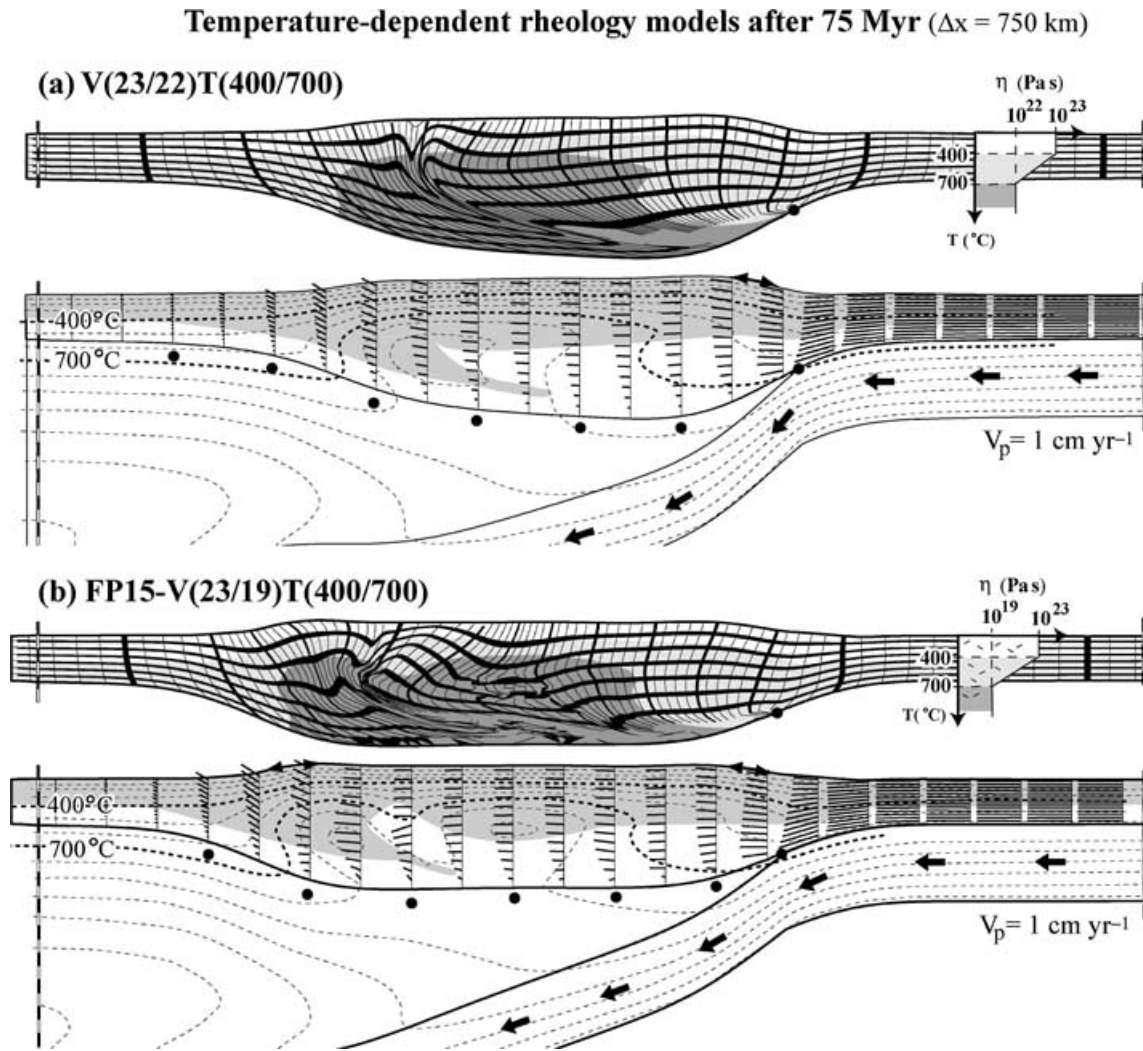 Temperature-dependent rheology models after 75 Myr (Δx = 750 km)
(a) V(23/22)T(400/700)
η (Pa s)
10²² 10²³
400
700
T (°C)
400°C
700°C
Vₚ= 1 cm yr⁻¹
(b) FP15-V(23/19)T(400/700)
η (Pa s)
10¹⁹ 10²³
400
700
T(°C)
400°C
700°C
Vₚ= 1 cm yr⁻¹